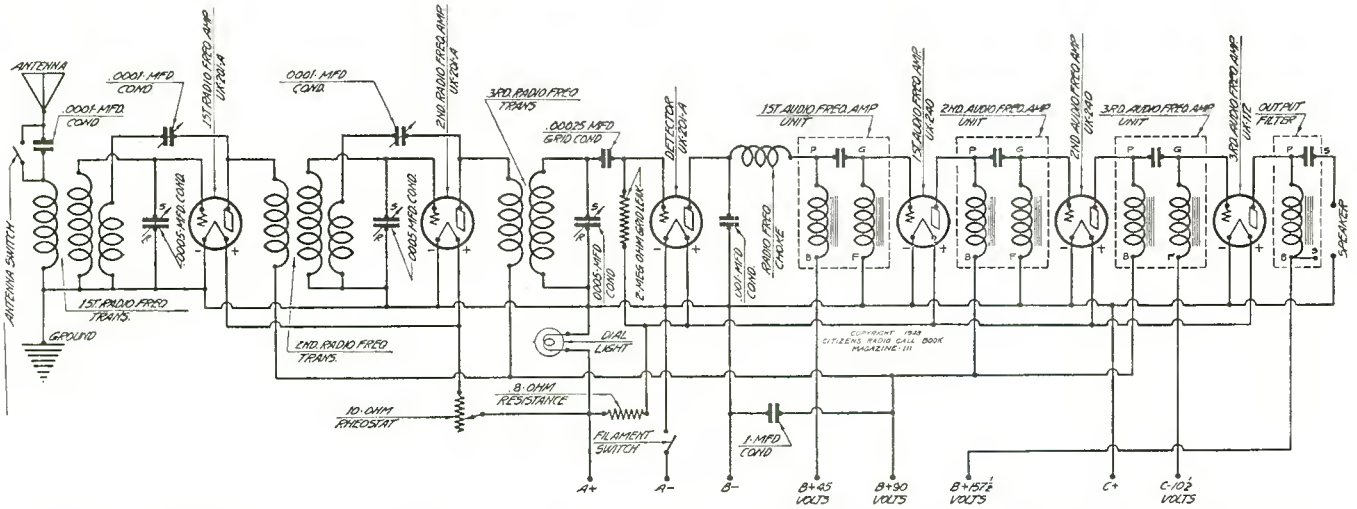 ANTENNA
.0001-MFD.
COND
ANTENNA SWITCH
GROUND
1ST. RADIO FREQ
TRANS.
.0001-MFD
COND
.0005-MFD. COND.
S
R
1ST RADIO FREQ AMP
UX-201-A
- +
2ND. RADIO FREQ
TRANS.
.0001-MFD
COND.
.0005-MFD. COND.
S
R
2ND. RADIO FREQ. AMP
UX-201-A
- +
10-OHM
RHEOSTAT
3RD. RADIO FREQ
TRANS
.00025 MFD
GRID COND
S
R
.0005-MFD
COND
2-MEG OHM GRID LEAK
DETECTOR
UX-201-A
- +
DIAL
LIGHT
.8-OHM
RESISTANCE
FILAMENT
SWITCH
.001-MFD
COND.
RADIO FREQ
CHOKE
1-MFD
COND
1ST AUDIO FREQ. AMP
UNIT
P G
B F
1ST AUDIO FREQ AMP
UX-240
- +
2ND. AUDIO FREQ. AMP
UNIT
P G
B F
2ND AUDIO FREQ AMP
UX-240
- +
3RD. AUDIO FREQ AMP
UNIT
P G
B F
3RD. AUDIO FREQ AMP
UX-112
- +
OUTPUT
FILTER
P S
B S
SPEAKER
COPYRIGHT 1928
CITIZENS RADIO CALL BOOK
MAGAZINE-111
A+
A-
B-
B+45
VOLTS
B+90
VOLTS
B+157½
VOLTS
C+
C-10½
VOLTS